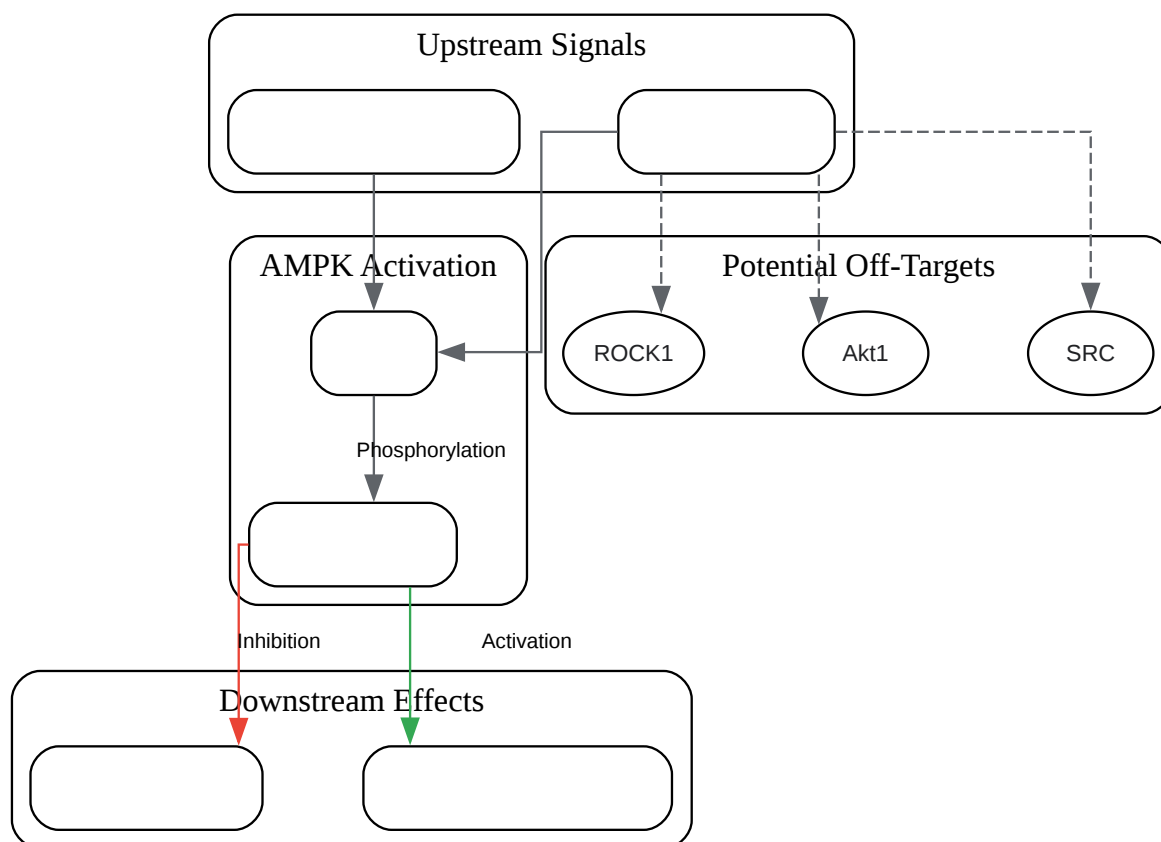 Upstream Signals
AMPK Activation
Potential Off-Targets
ROCK1
Akt1
SRC
Phosphorylation
Inhibition
Activation
Downstream Effects